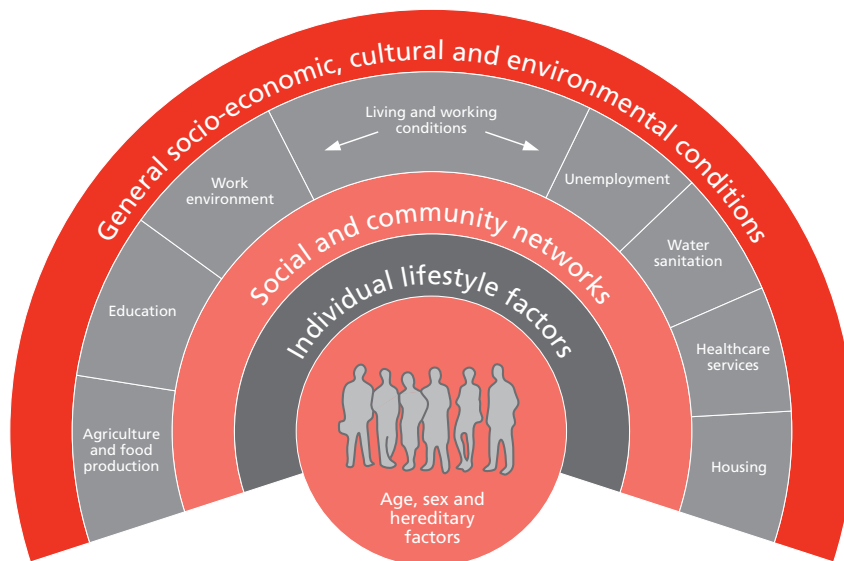 General socio-economic, cultural and environmental conditions
Living and working
conditions
Work
environment
Unemployment
Education
Water
sanitation
Agriculture
and food
production
Healthcare
services
Housing
Social and community networks
Individual lifestyle factors
Age, sex and
hereditary
factors